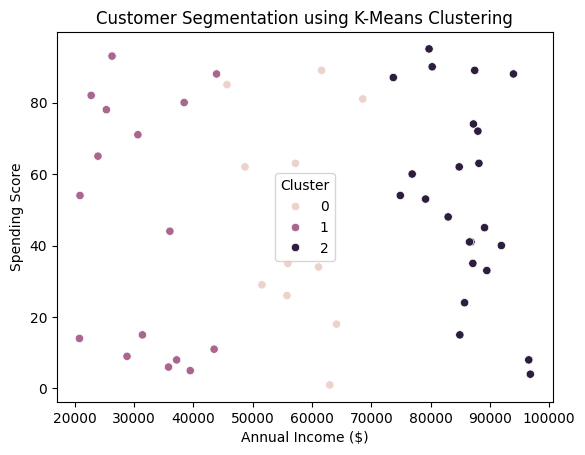 Customer Segmentation using K-Means Clustering
80
60
40
20
0
Spending Score
Cluster
0
1
2
20000 30000 40000 50000 60000 70000 80000 90000 100000
Annual Income ($)